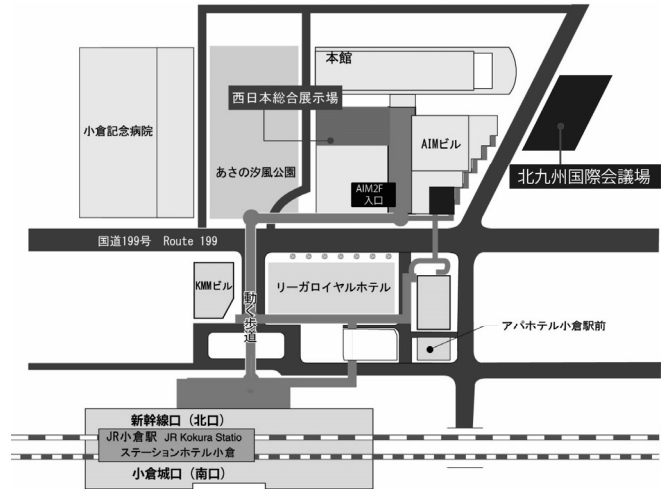 本館
西日本総合展示場
小倉記念病院
AIMビル
あさの汐風公園
北九州国際会議場
AIM2F
入口
国道199号 Route 199
KMMビル
リーガロイヤルホテル
動く歩道
アパホテル小倉駅前
新幹線口（北口）
JR小倉駅 JR Kokura Statio
ステーションホテル小倉
小倉城口（南口）